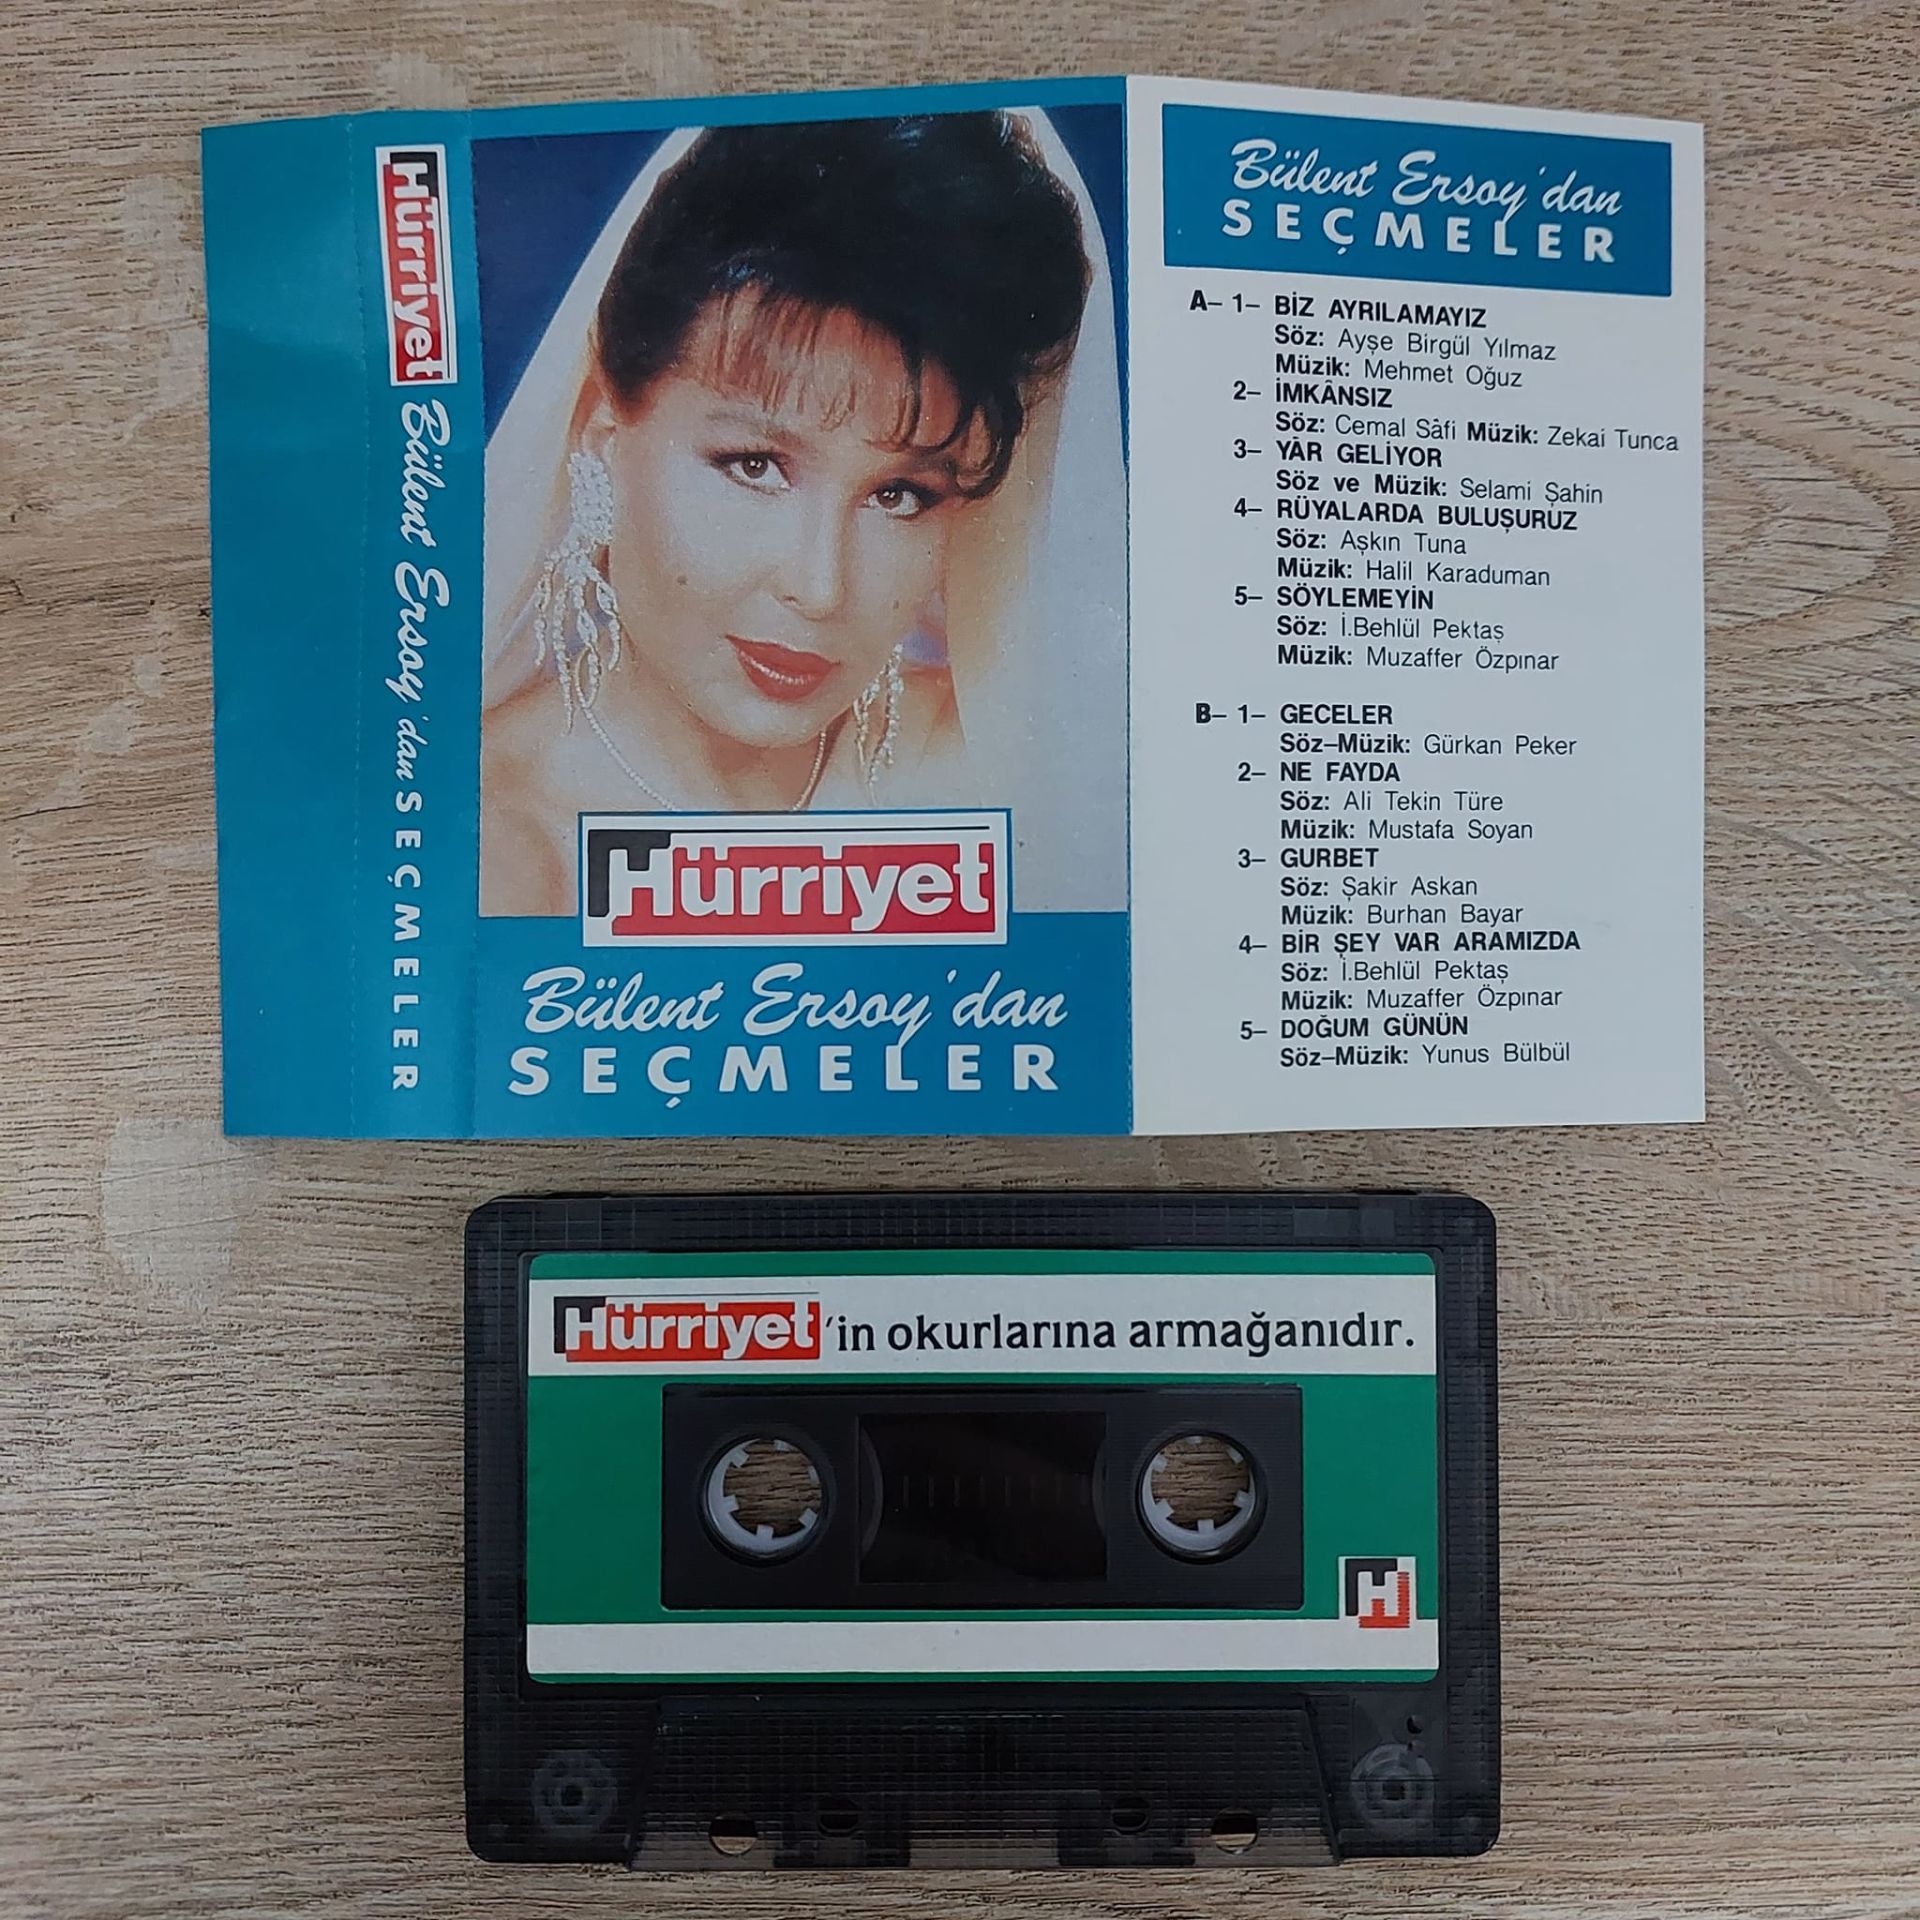 Hürriyet Bülent Ersoy'dan SEÇMELER
Hürriyet
Bülent Ersoy'dan
SEÇMELER
Bülent Ersoy'dan
SEÇMELER
A– 1– BİZ AYRILAMAYIZ
Söz: Ayşe Birgül Yılmaz
Müzik: Mehmet Oğuz
2– İMKÂNSIZ
Söz: Cemal Sâfi Müzik: Zekai Tunca
3– YÂR GELİYOR
Söz ve Müzik: Selami Şahin
4– RÜYALARDA BULUŞURUZ
Söz: Aşkın Tuna
Müzik: Halil Karaduman
5– SÖYLEMEYİN
Söz: İ.Behlül Pektaş
Müzik: Muzaffer Özpınar
B– 1– GECELER
Söz–Müzik: Gürkan Peker
2– NE FAYDA
Söz: Ali Tekin Türe
Müzik: Mustafa Soyan
3– GURBET
Söz: Şakir Askan
Müzik: Burhan Bayar
4– BİR ŞEY VAR ARAMIZDA
Söz: İ.Behlül Pektaş
Müzik: Muzaffer Özpınar
5– DOĞUM GÜNÜN
Söz–Müzik: Yunus Bülbül
Hürriyet'in okurlarına armağanıdır.
H